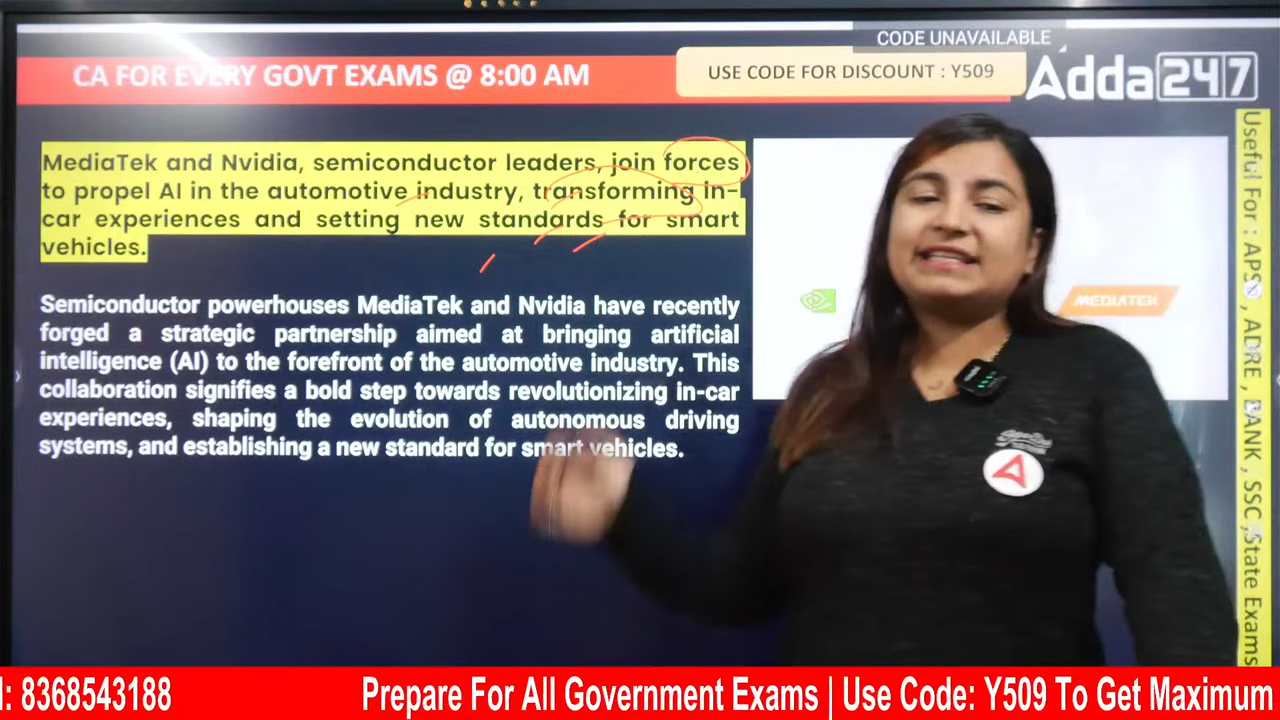 CODE UNAVAILABLE
CA FOR EVERY GOVT EXAMS @ 8:00 AM
USE CODE FOR DISCOUNT : Y509
Adda247
MediaTek and Nvidia, semiconductor leaders, join forces
to propel AI in the automotive industry, transforming in-
car experiences and setting new standards for smart
vehicles.
Semiconductor powerhouses MediaTek and Nvidia have recently
forged a strategic partnership aimed at bringing artificial
intelligence (AI) to the forefront of the automotive industry. This
collaboration signifies a bold step towards revolutionizing in-car
experiences, shaping the evolution of autonomous driving
systems, and establishing a new standard for smart vehicles.
MEDIATEK
Useful For : APS, ADRE, BANK, SSC, State Exams
: 8368543188
Prepare For All Government Exams | Use Code: Y509 To Get Maximum